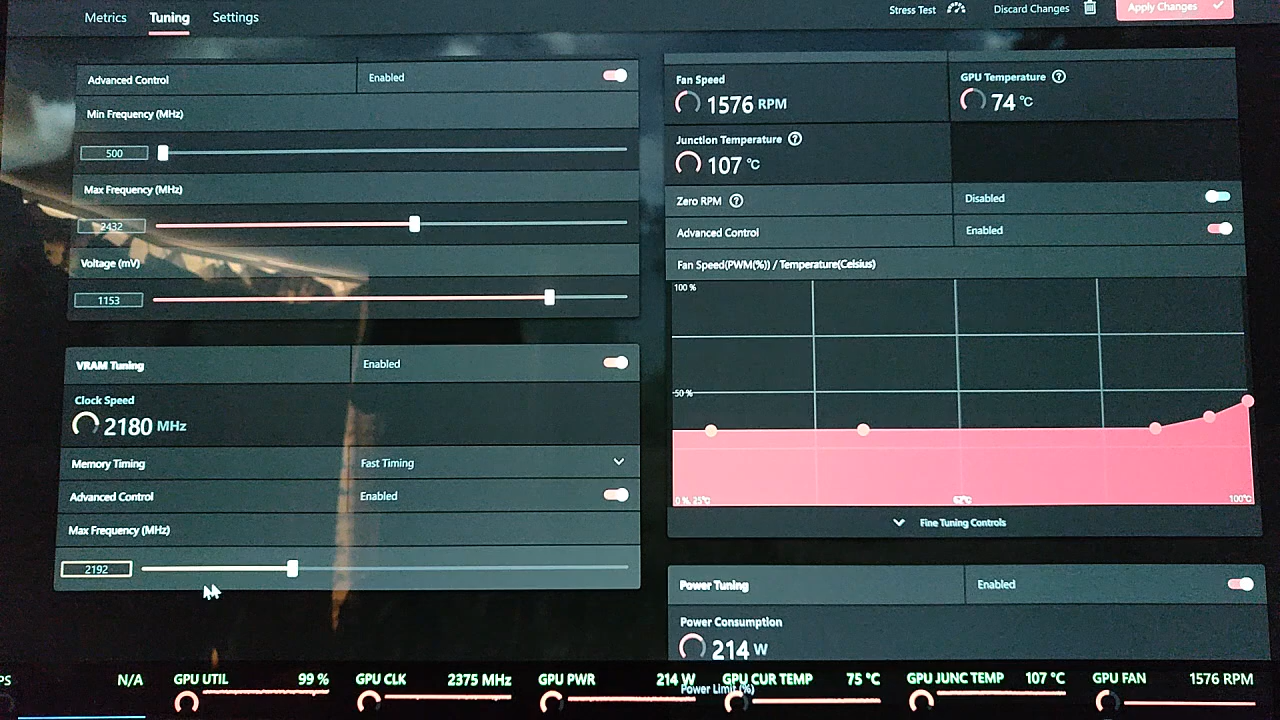 Metrics Tuning Settings Stress Test Discard Changes Apply Changes
Advanced Control Enabled
Min Frequency (MHz)
500
Max Frequency (MHz)
2432
Voltage (mV)
1153
VRAM Tuning Enabled
Clock Speed
2180 MHz
Memory Timing Fast Timing
Advanced Control Enabled
Max Frequency (MHz)
2192
Fan Speed GPU Temperature ?
1576 RPM 74 °C
Junction Temperature ?
107 °C
Zero RPM ? Disabled
Advanced Control Enabled
Fan Speed(PWM(%)) / Temperature(Celsius)
100 %
50 %
0 %, 25°C 62°C 100°C
Fine Tuning Controls
Power Tuning Enabled
Power Consumption
214 W
Power Limit (%)
PS N/A GPU UTIL 99 % GPU CLK 2375 MHz GPU PWR 214 W GPU CUR TEMP 75 °C GPU JUNC TEMP 107 °C GPU FAN 1576 RPM